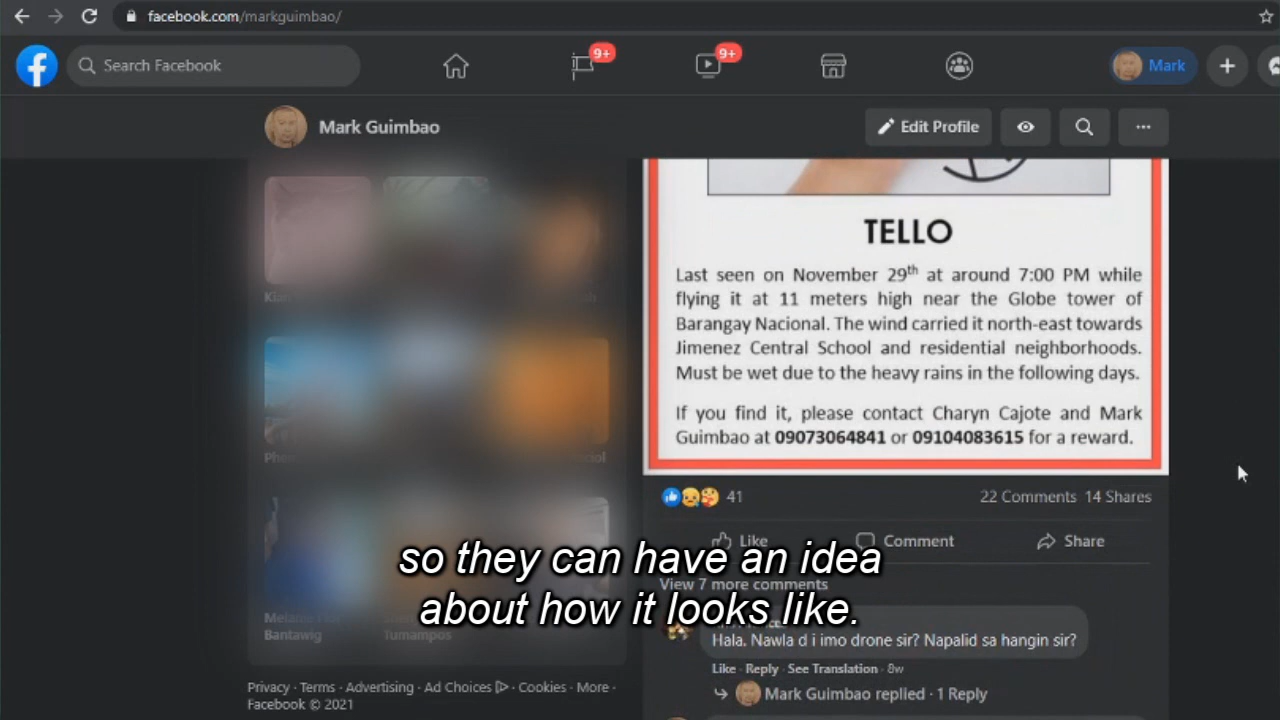 facebook.com/markguimbao/
Search Facebook
9+
9+
Mark
Mark Guimbao
Edit Profile
TELLO
Last seen on November 29th at around 7:00 PM while
flying it at 11 meters high near the Globe tower of
Barangay Nacional. The wind carried it north-east towards
Jimenez Central School and residential neighborhoods.
Must be wet due to the heavy rains in the following days.
If you find it, please contact Charyn Cajote and Mark
Guimbao at 09073064841 or 09104083615 for a reward.
41
22 Comments 14 Shares
Like
Comment
Share
View 7 more comments
so they can have an idea
about how it looks like.
Hala. Nawla d i imo drone sir? Napalid sa hangin sir?
Like · Reply · See Translation · 8w
Mark Guimbao replied · 1 Reply
Bantawig
Tumampos
Privacy · Terms · Advertising · Ad Choices · Cookies · More ·
Facebook © 2021